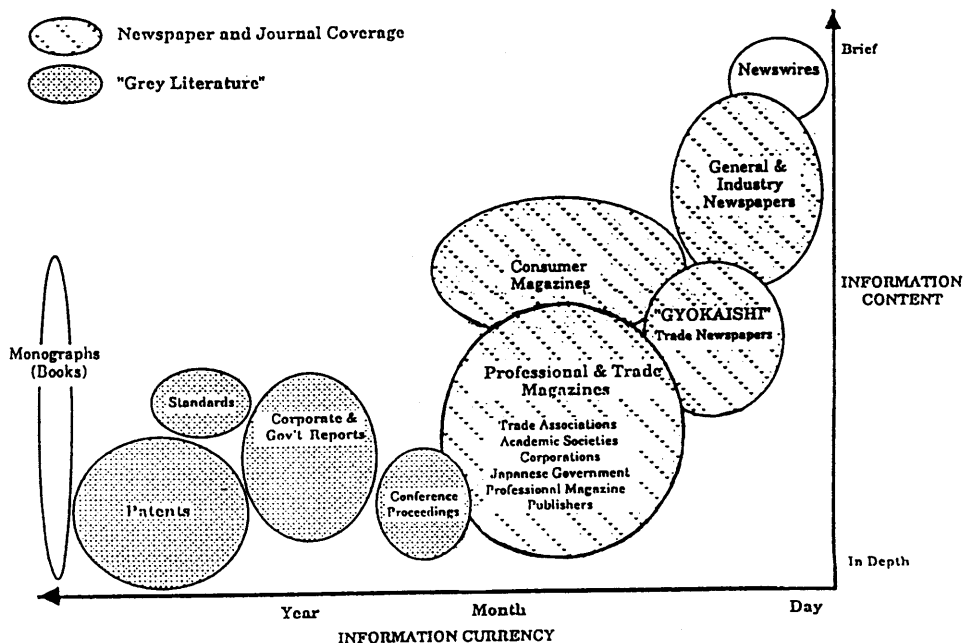 Newspaper and Journal Coverage
"Grey Literature"
Brief
Newswires
General &
Industry
Newspapers
Consumer
Magazines
INFORMATION
CONTENT
"GYOKAISHI"
Trade Newspapers
Monographs
(Books)
Professional & Trade
Magazines
Standards
Corporate &
Gov't Reports
Trade Associations
Academic Societies
Corporations
Japanese Government
Professional Magazine
Publishers
Conference
Proceedings
Patents
In Depth
Year
Month
Day
INFORMATION CURRENCY